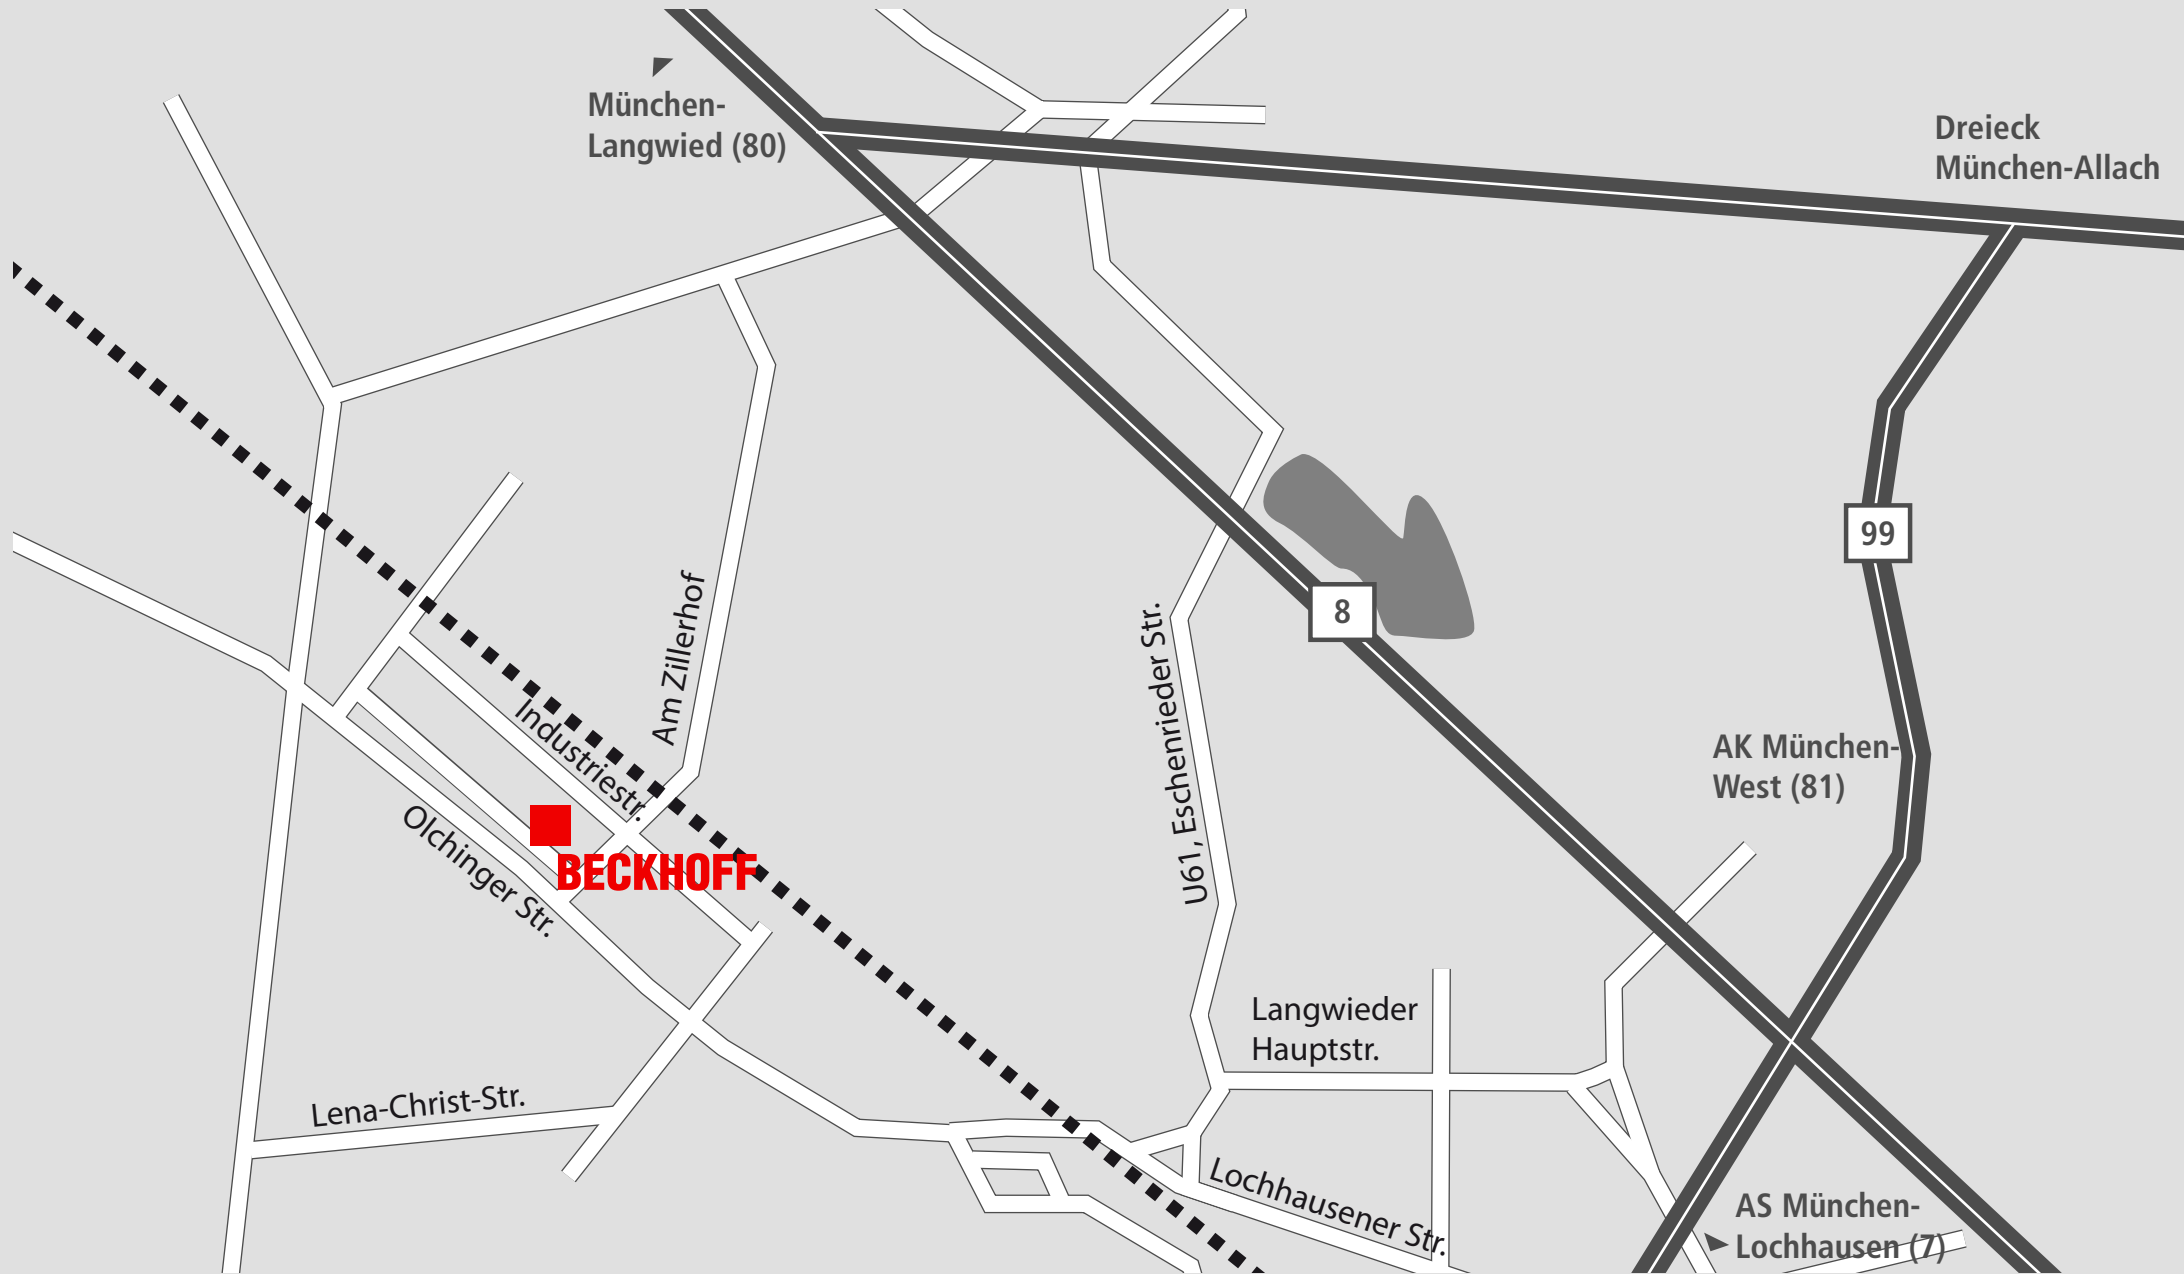 München-
Langwied (80)
Dreieck
München-Allach
99
8
Am Zillerhof
U61, Eschenrieder Str.
Industriestr.
AK München-
West (81)
BECKHOFF
Olchinger Str.
Langwieder
Hauptstr.
Lena-Christ-Str.
Lochhausener Str.
AS München-
Lochhausen (7)